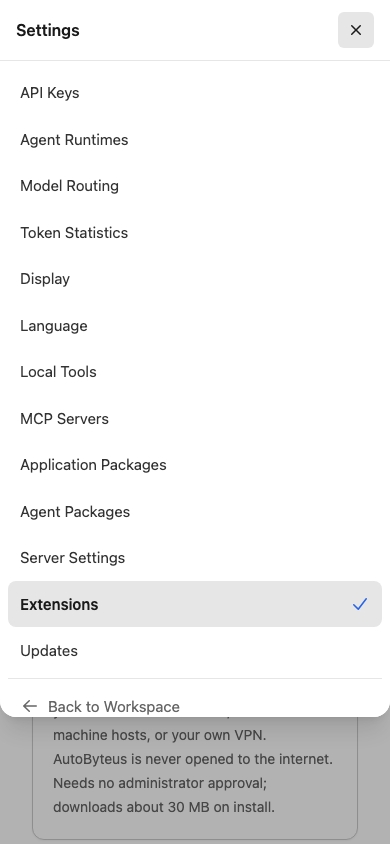 Settings
API Keys
Agent Runtimes
Model Routing
Token Statistics
Display
Language
Local Tools
MCP Servers
Application Packages
Agent Packages
Server Settings
Extensions
Updates
Back to Workspace
machine hosts, or your own VPN.
AutoByteus is never opened to the internet.
Needs no administrator approval;
downloads about 30 MB on install.